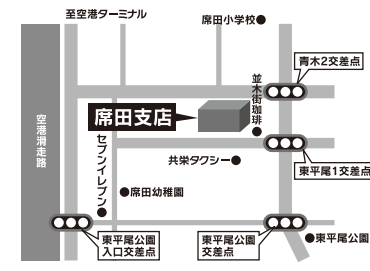 至空港ターミナル
席田小学校
青木2交差点
並木街珈琲
席田支店
空港滑走路
セブンイレブン
共栄タクシー
東平尾1交差点
席田幼稚園
東平尾公園
入口交差点
東平尾公園
交差点
東平尾公園